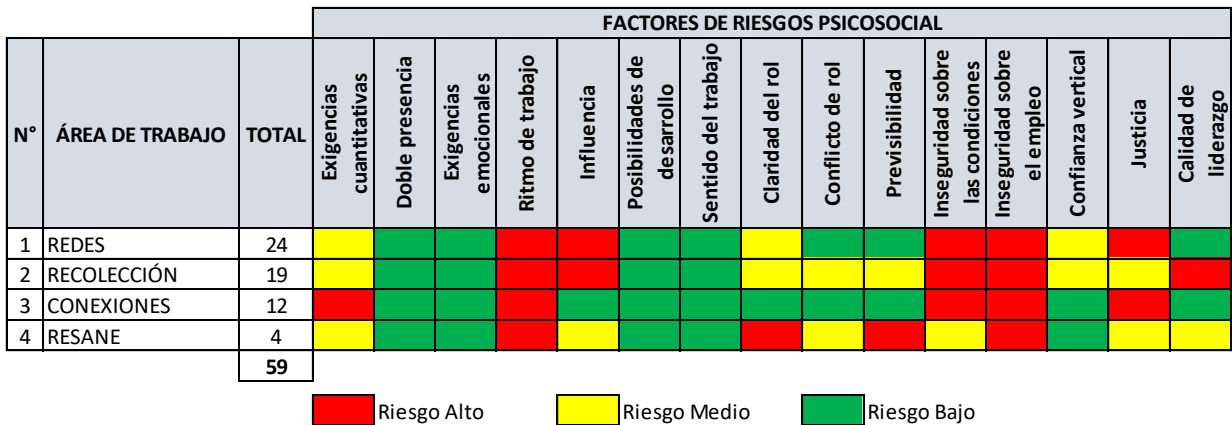 FACTORES DE RIESGOS PSICOSOCIAL
N° ÁREA DE TRABAJO TOTAL
Exigencias
cuantitativas
Doble presencia
Exigencias
emocionales
Ritmo de trabajo
Influencia
Posibilidades de
desarrollo
Sentido del trabajo
Claridad del rol
Conflicto de rol
Previsibilidad
Inseguridad sobre
las condiciones
Inseguridad sobre
el empleo
Confianza vertical
Justicia
Calidad de
liderazgo
1 REDES 24
2 RECOLECCIÓN 19
3 CONEXIONES 12
4 RESANE 4
59
Riesgo Alto Riesgo Medio Riesgo Bajo